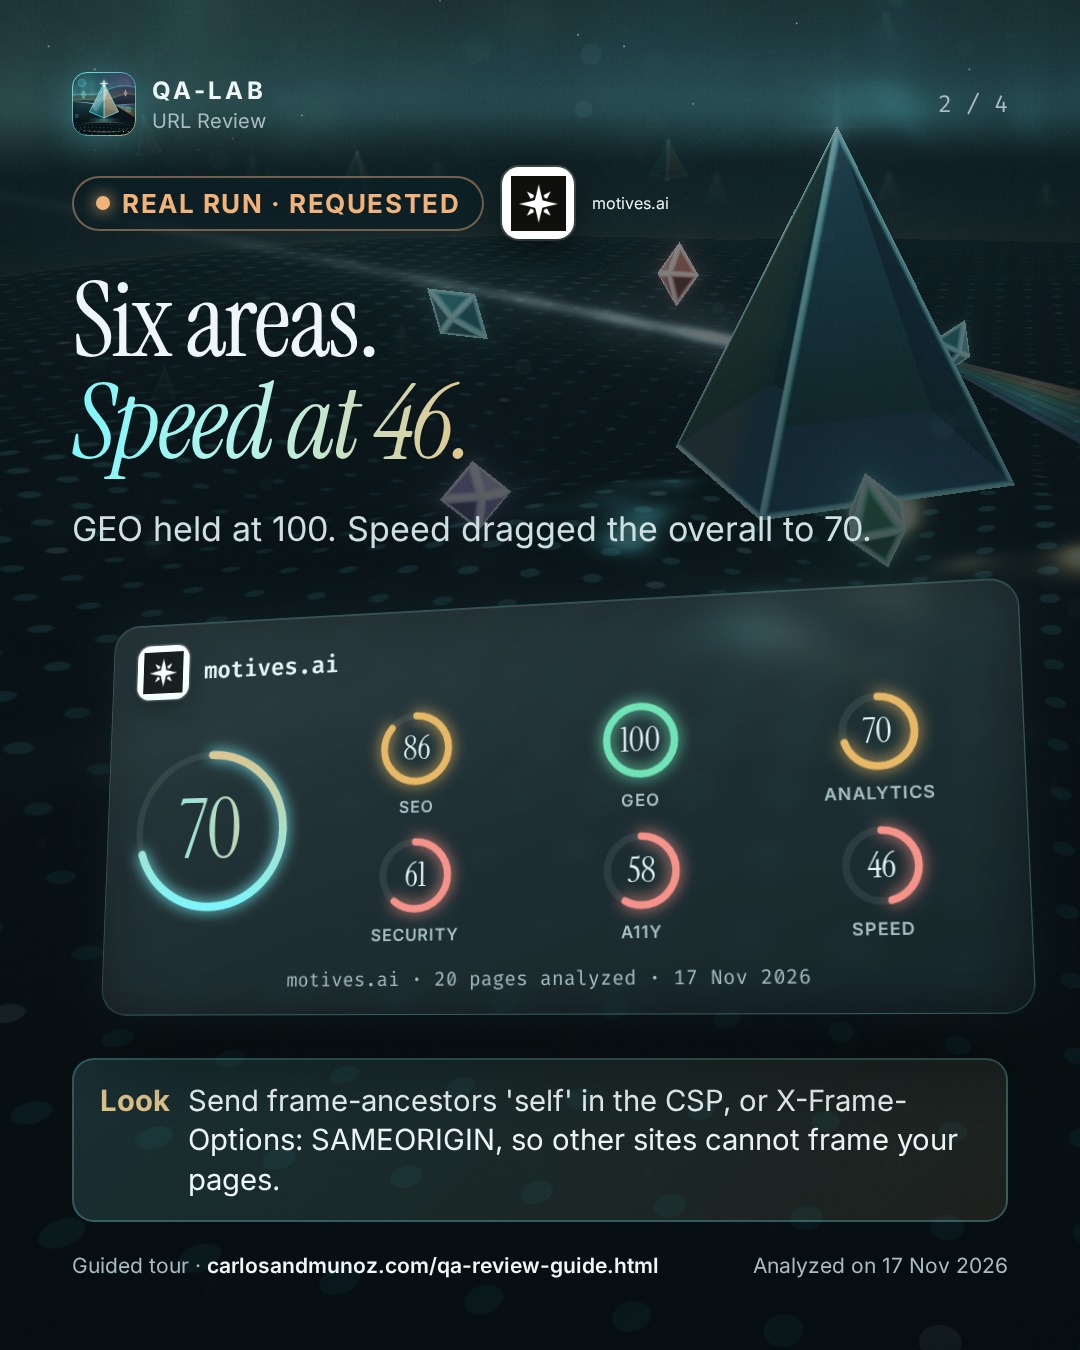 QA-LAB
URL Review
2 / 4
REAL RUN · REQUESTED
motives.ai
Six areas.
Speed at 46.
GEO held at 100. Speed dragged the overall to 70.
motives.ai
70
86
SEO
100
GEO
70
ANALYTICS
61
SECURITY
58
A11Y
46
SPEED
motives.ai · 20 pages analyzed · 17 Nov 2026
Look
Send frame-ancestors 'self' in the CSP, or X-Frame-
Options: SAMEORIGIN, so other sites cannot frame your
pages.
Guided tour · carlosandmunoz.com/qa-review-guide.html
Analyzed on 17 Nov 2026